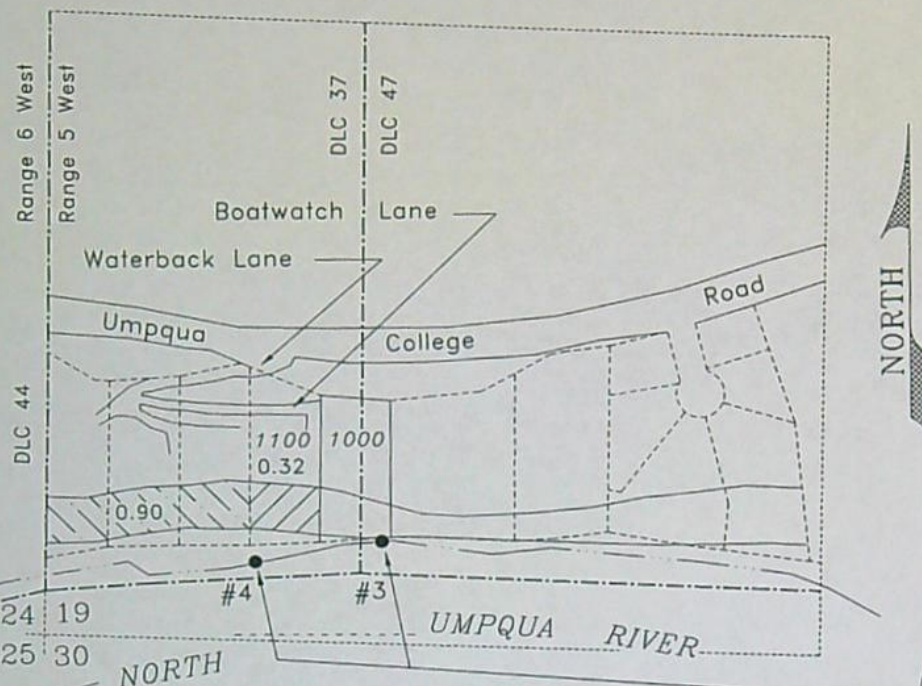 Range 6 West
Range 5 West
DLC 37
DLC 47
Boatwatch Lane
Waterback Lane
Umpqua College Road
NORTH
DLC 44
1100
1000
0.32
0.90
#4
#3
24
19
25
30
NORTH UMPQUA RIVER